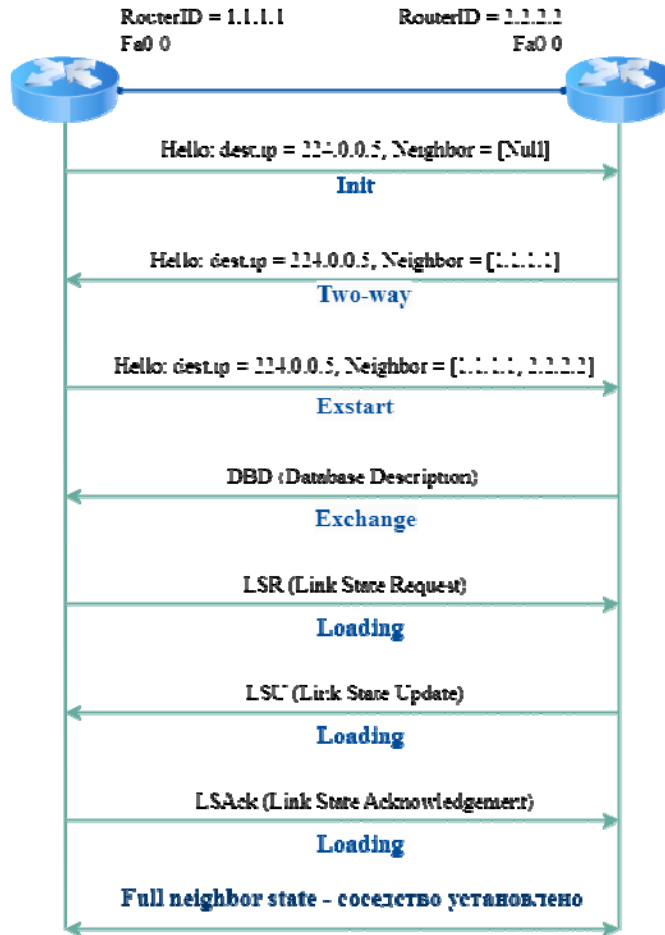 RouterID = 1.1.1.1
RouterID = 2.2.2.2
Fa0 0
Fa0 0
Hello: dest.ip = 224.0.0.5, Neighbor = [Null]
Init
Hello: dest.ip = 224.0.0.5, Neighbor = [1.1.1.1]
Two-way
Hello: dest.ip = 224.0.0.5, Neighbor = [1.1.1.1, 2.2.2.2]
Exstart
DBD (Database Description)
Exchange
LSR (Link State Request)
Loading
LSU (Link State Update)
Loading
LSAck (Link State Acknowledgement)
Loading
Full neighbor state - соседство установлено